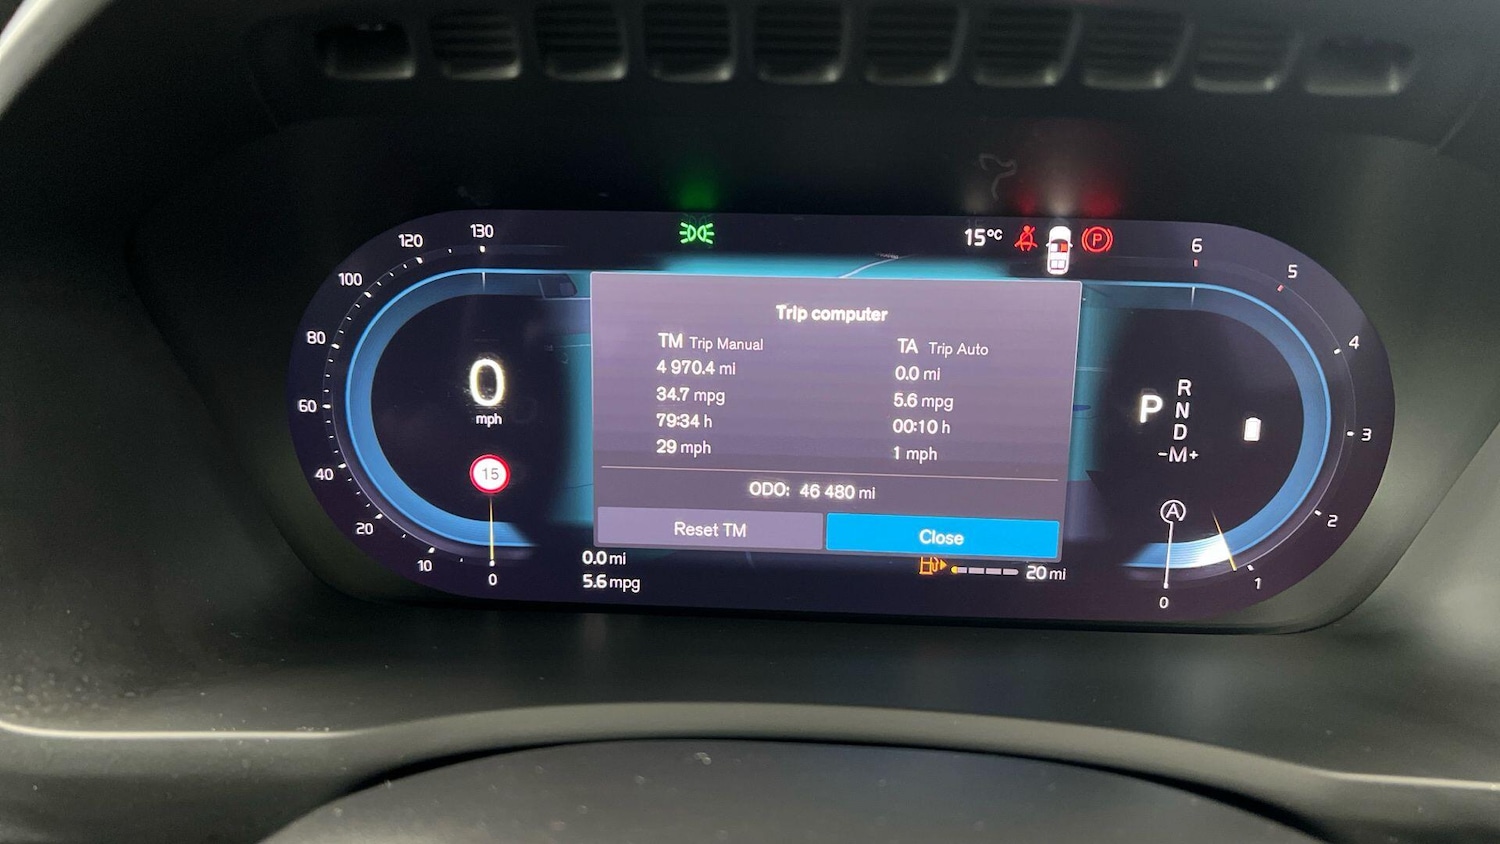 130
120
100
80
60
40
20
10
0
0
mph
15
15°C
P
6
5
4
3
2
1
0
Trip computer
TM Trip Manual
4 970.4 mi
34.7 mpg
79:34 h
29 mph
TA Trip Auto
0.0 mi
5.6 mpg
00:10 h
1 mph
ODO: 46 480 mi
Reset TM
Close
P
R
N
D
-M+
A
0.0 mi
5.6 mpg
20 mi